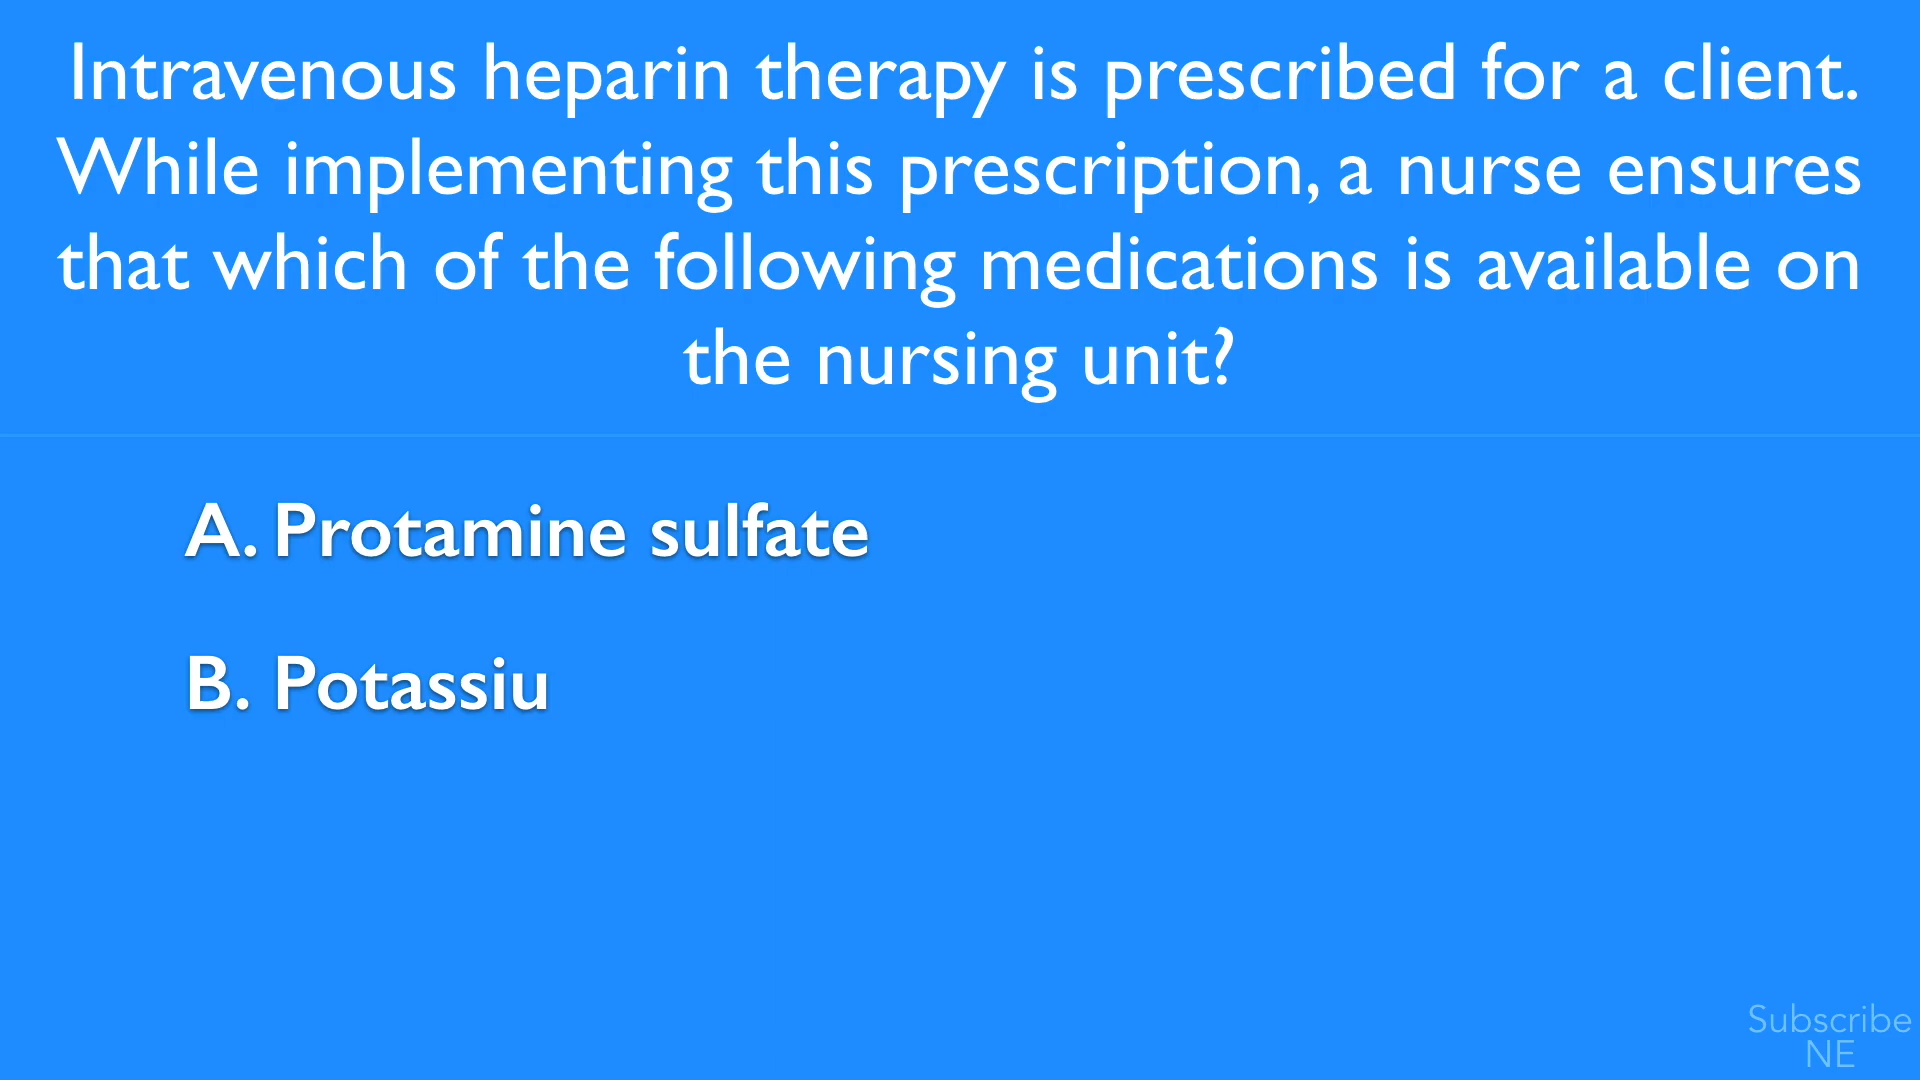 Intravenous heparin therapy is prescribed for a client.
While implementing this prescription, a nurse ensures
that which of the following medications is available on
the nursing unit?
A. Protamine sulfate
B. Potassiu
Subscribe
NE